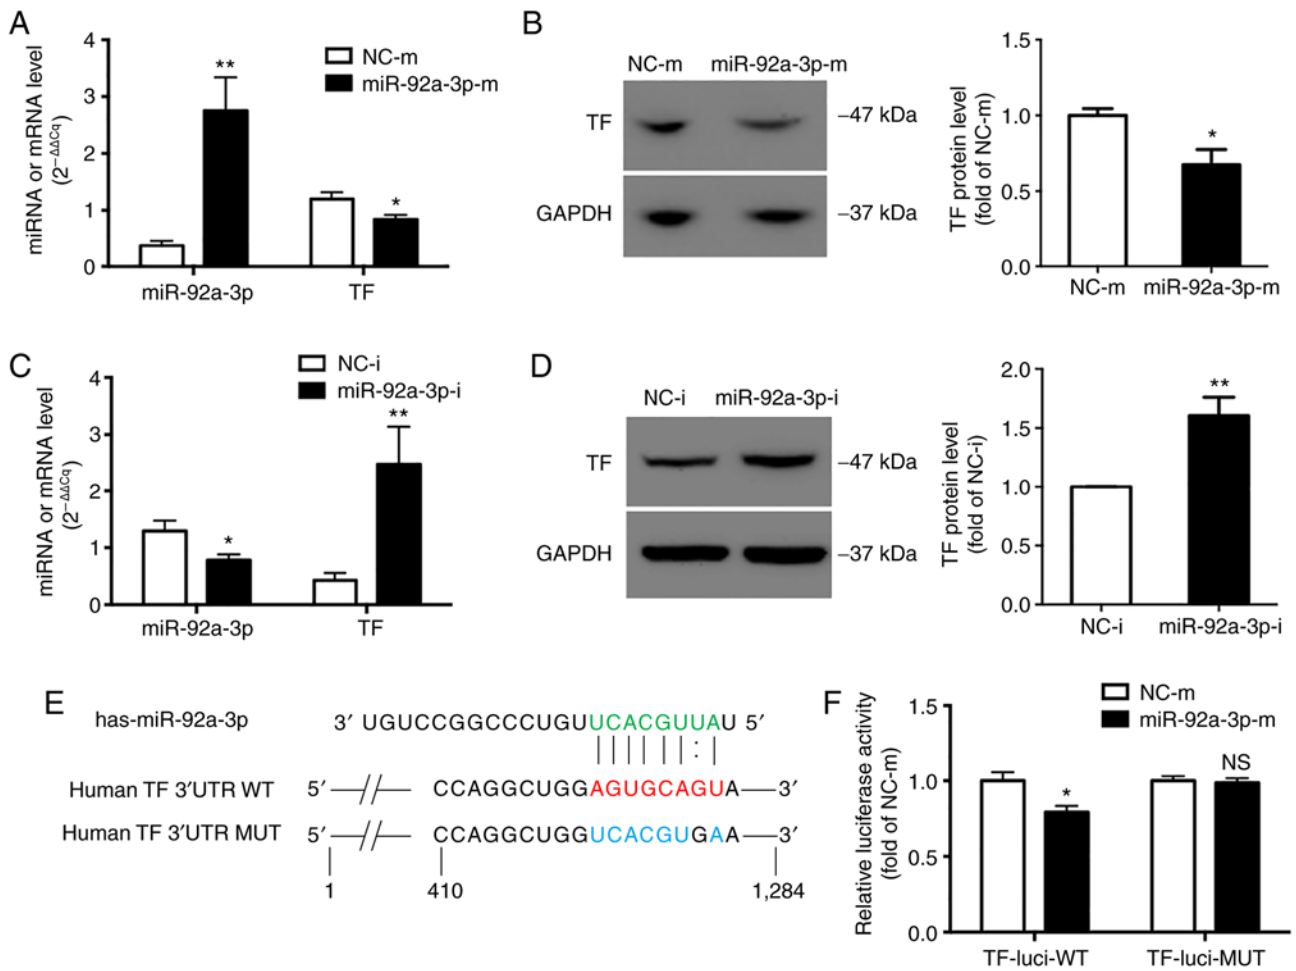 A
miRNA or mRNA level
(2−ΔΔCq)
4
3
2
1
0
**
*
NC-m
miR-92a-3p-m
miR-92a-3p
TF
B
NC-m
miR-92a-3p-m
TF
−47 kDa
GAPDH
−37 kDa
TF protein level
(fold of NC-m)
1.5
1.0
0.5
0.0
*
NC-m
miR-92a-3p-m
C
miRNA or mRNA level
(2−ΔΔCq)
4
3
2
1
0
NC-i
miR-92a-3p-i
**
*
miR-92a-3p
TF
D
NC-i
miR-92a-3p-i
TF
−47 kDa
GAPDH
−37 kDa
TF protein level
(fold of NC-i)
2.0
1.5
1.0
0.5
0.0
**
NC-i
miR-92a-3p-i
E
has-miR-92a-3p 3′ UGUCCGGCCCUGUUCACGUUAU 5′
Human TF 3′UTR WT 5′ CCAGGCUGGAGUGCAGUA 3′
Human TF 3′UTR MUT 5′ CCAGGCUGGUCACGUGAA 3′
1 410 1,284
F
Relative luciferase activity
(fold of NC-m)
1.5
1.0
0.5
0.0
NC-m
miR-92a-3p-m
*
NS
TF-luci-WT
TF-luci-MUT